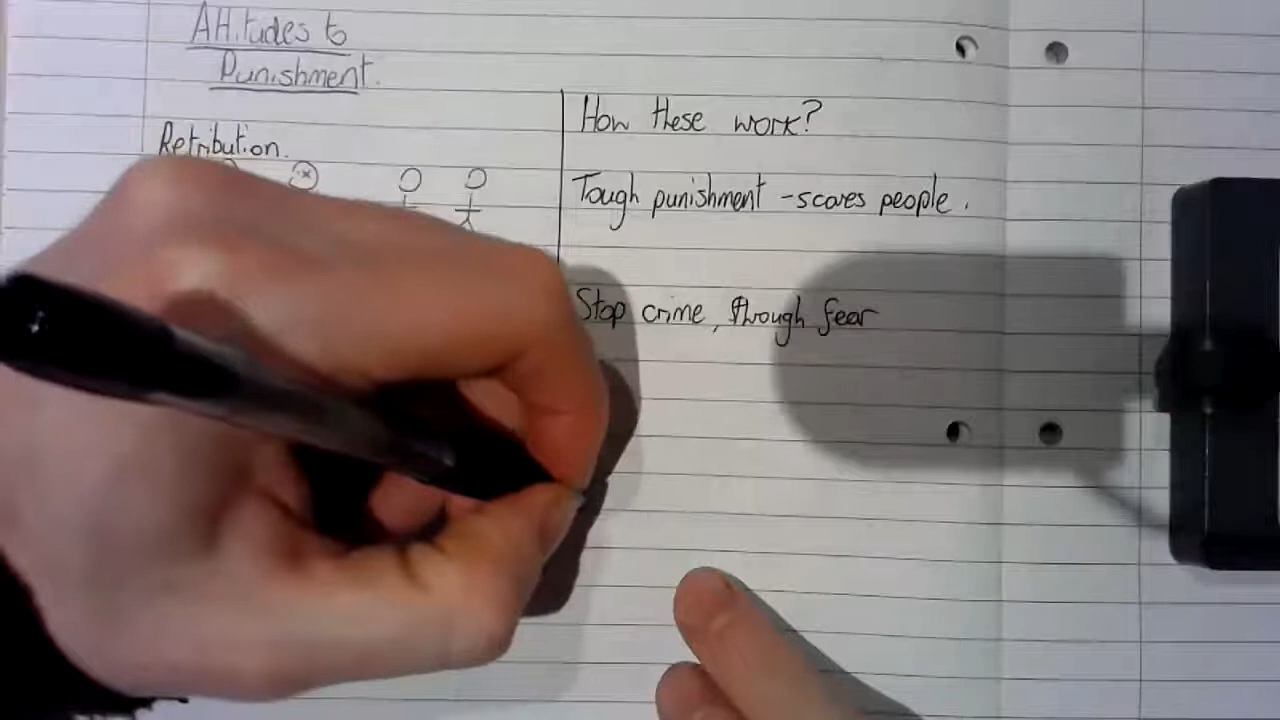 Attitudes to
Punishment.
Retribution.
How these work?
Tough punishment - scares people.
Stop crime, through fear